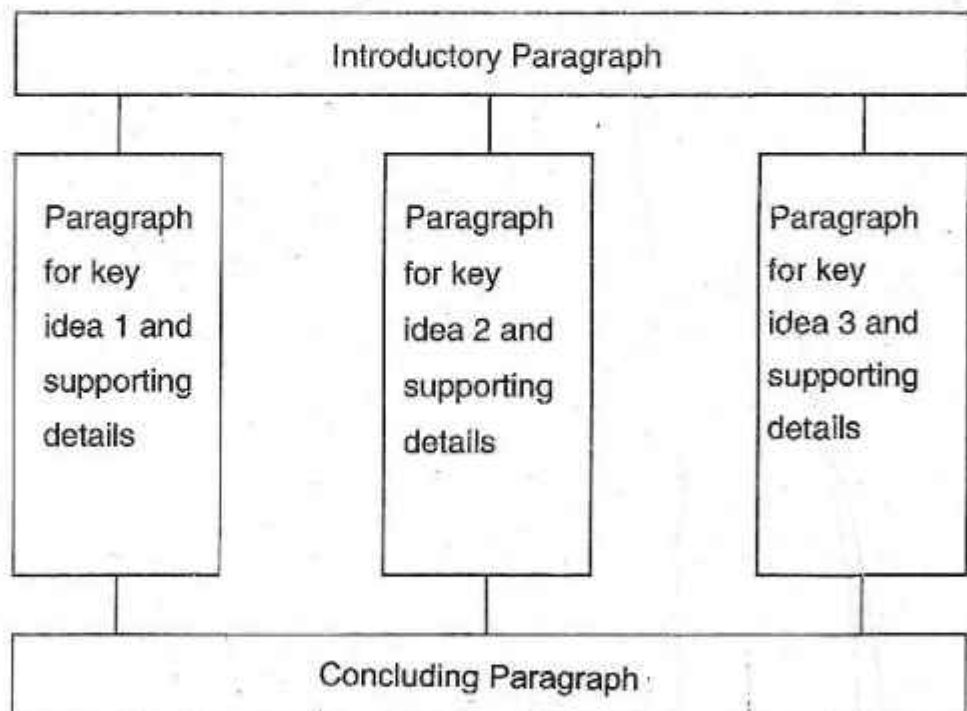 Introductory Paragraph
Paragraph
for key
idea 1 and
supporting
details
Paragraph
for key
idea 2 and
supporting
details
Paragraph
for key
idea 3 and
supporting
details
Concluding Paragraph